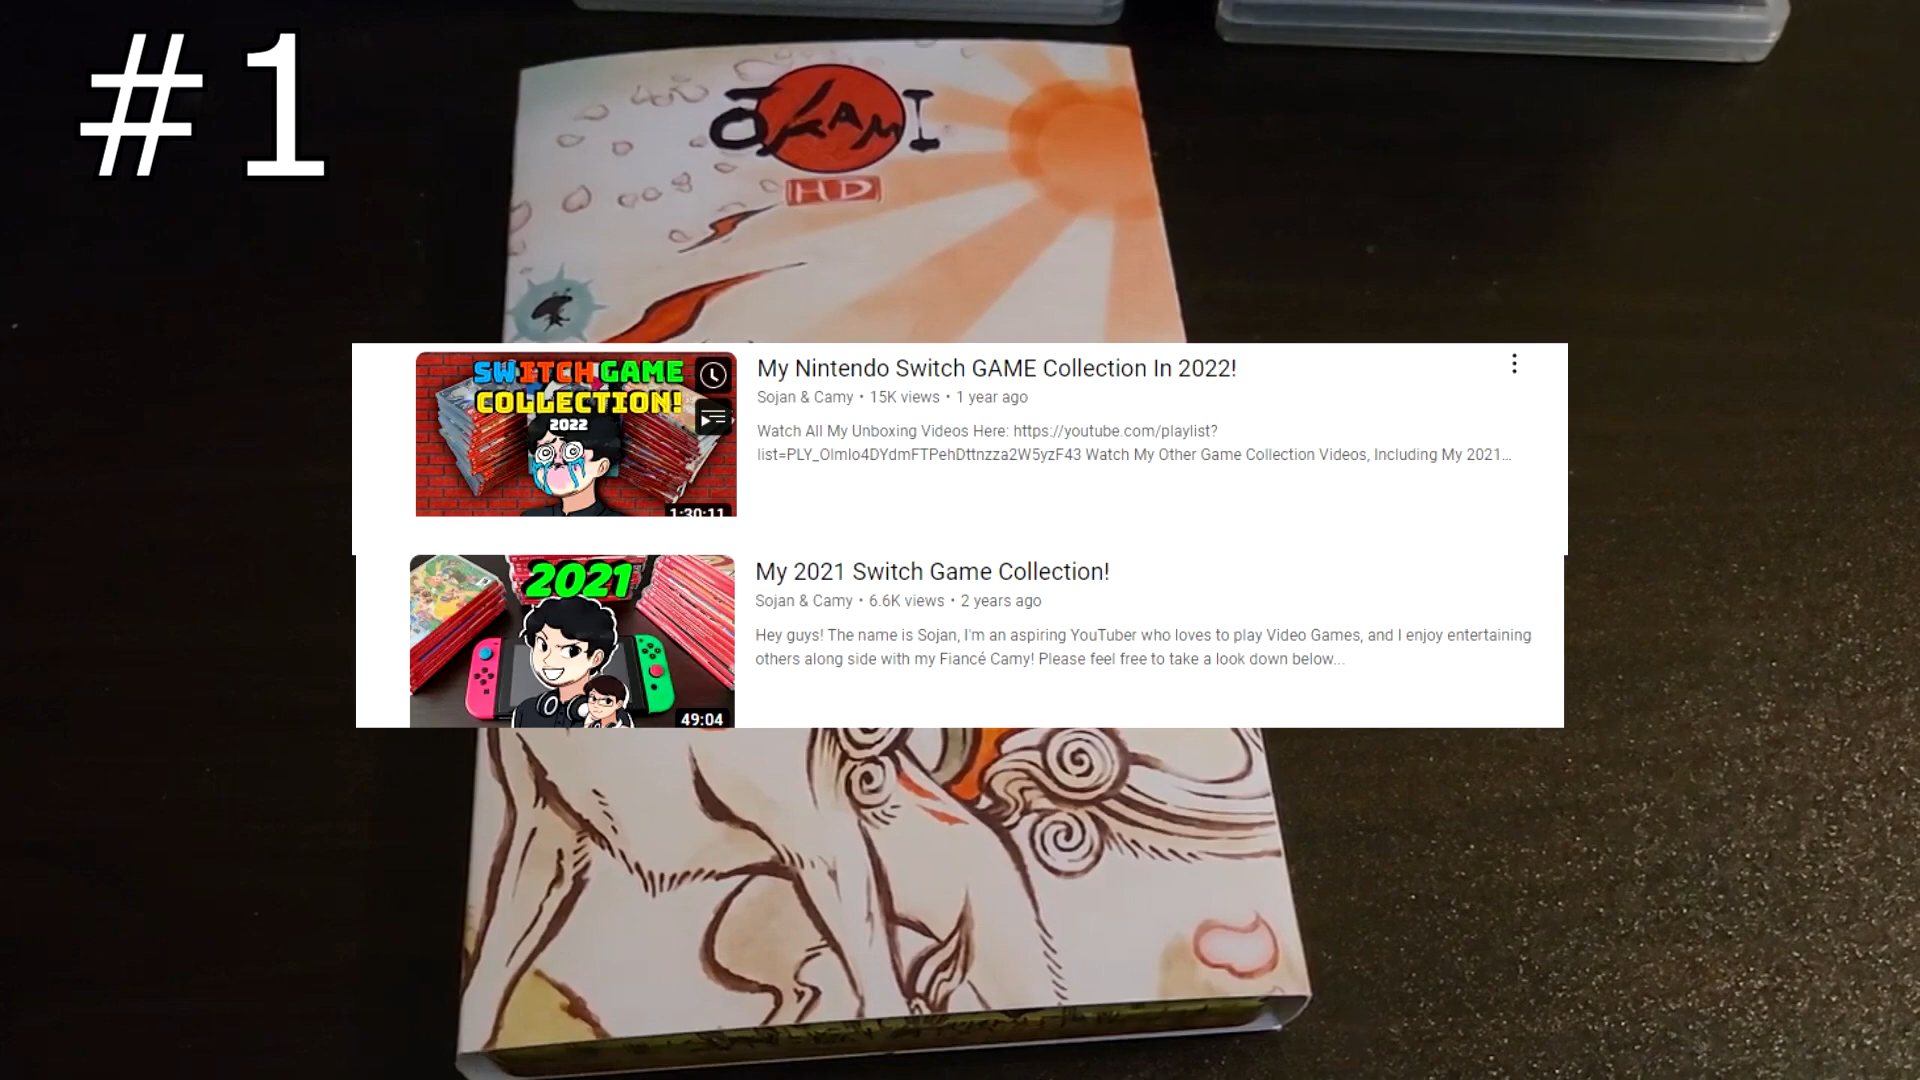 #1
ŌKAMI
HD
SWITCH GAME
COLLECTION!
2022
1:30:11
My Nintendo Switch GAME Collection In 2022!
Sojan & Camy • 15K views • 1 year ago
Watch All My Unboxing Videos Here: https://youtube.com/playlist?
list=PLY_OlmIo4DYdmFTPehDttnzza2W5yzF43 Watch My Other Game Collection Videos, Including My 2021...
2021
49:04
My 2021 Switch Game Collection!
Sojan & Camy • 6.6K views • 2 years ago
Hey guys! The name is Sojan, I'm an aspiring YouTuber who loves to play Video Games, and I enjoy entertaining
others along side with my Fiancé Camy! Please feel free to take a look down below...